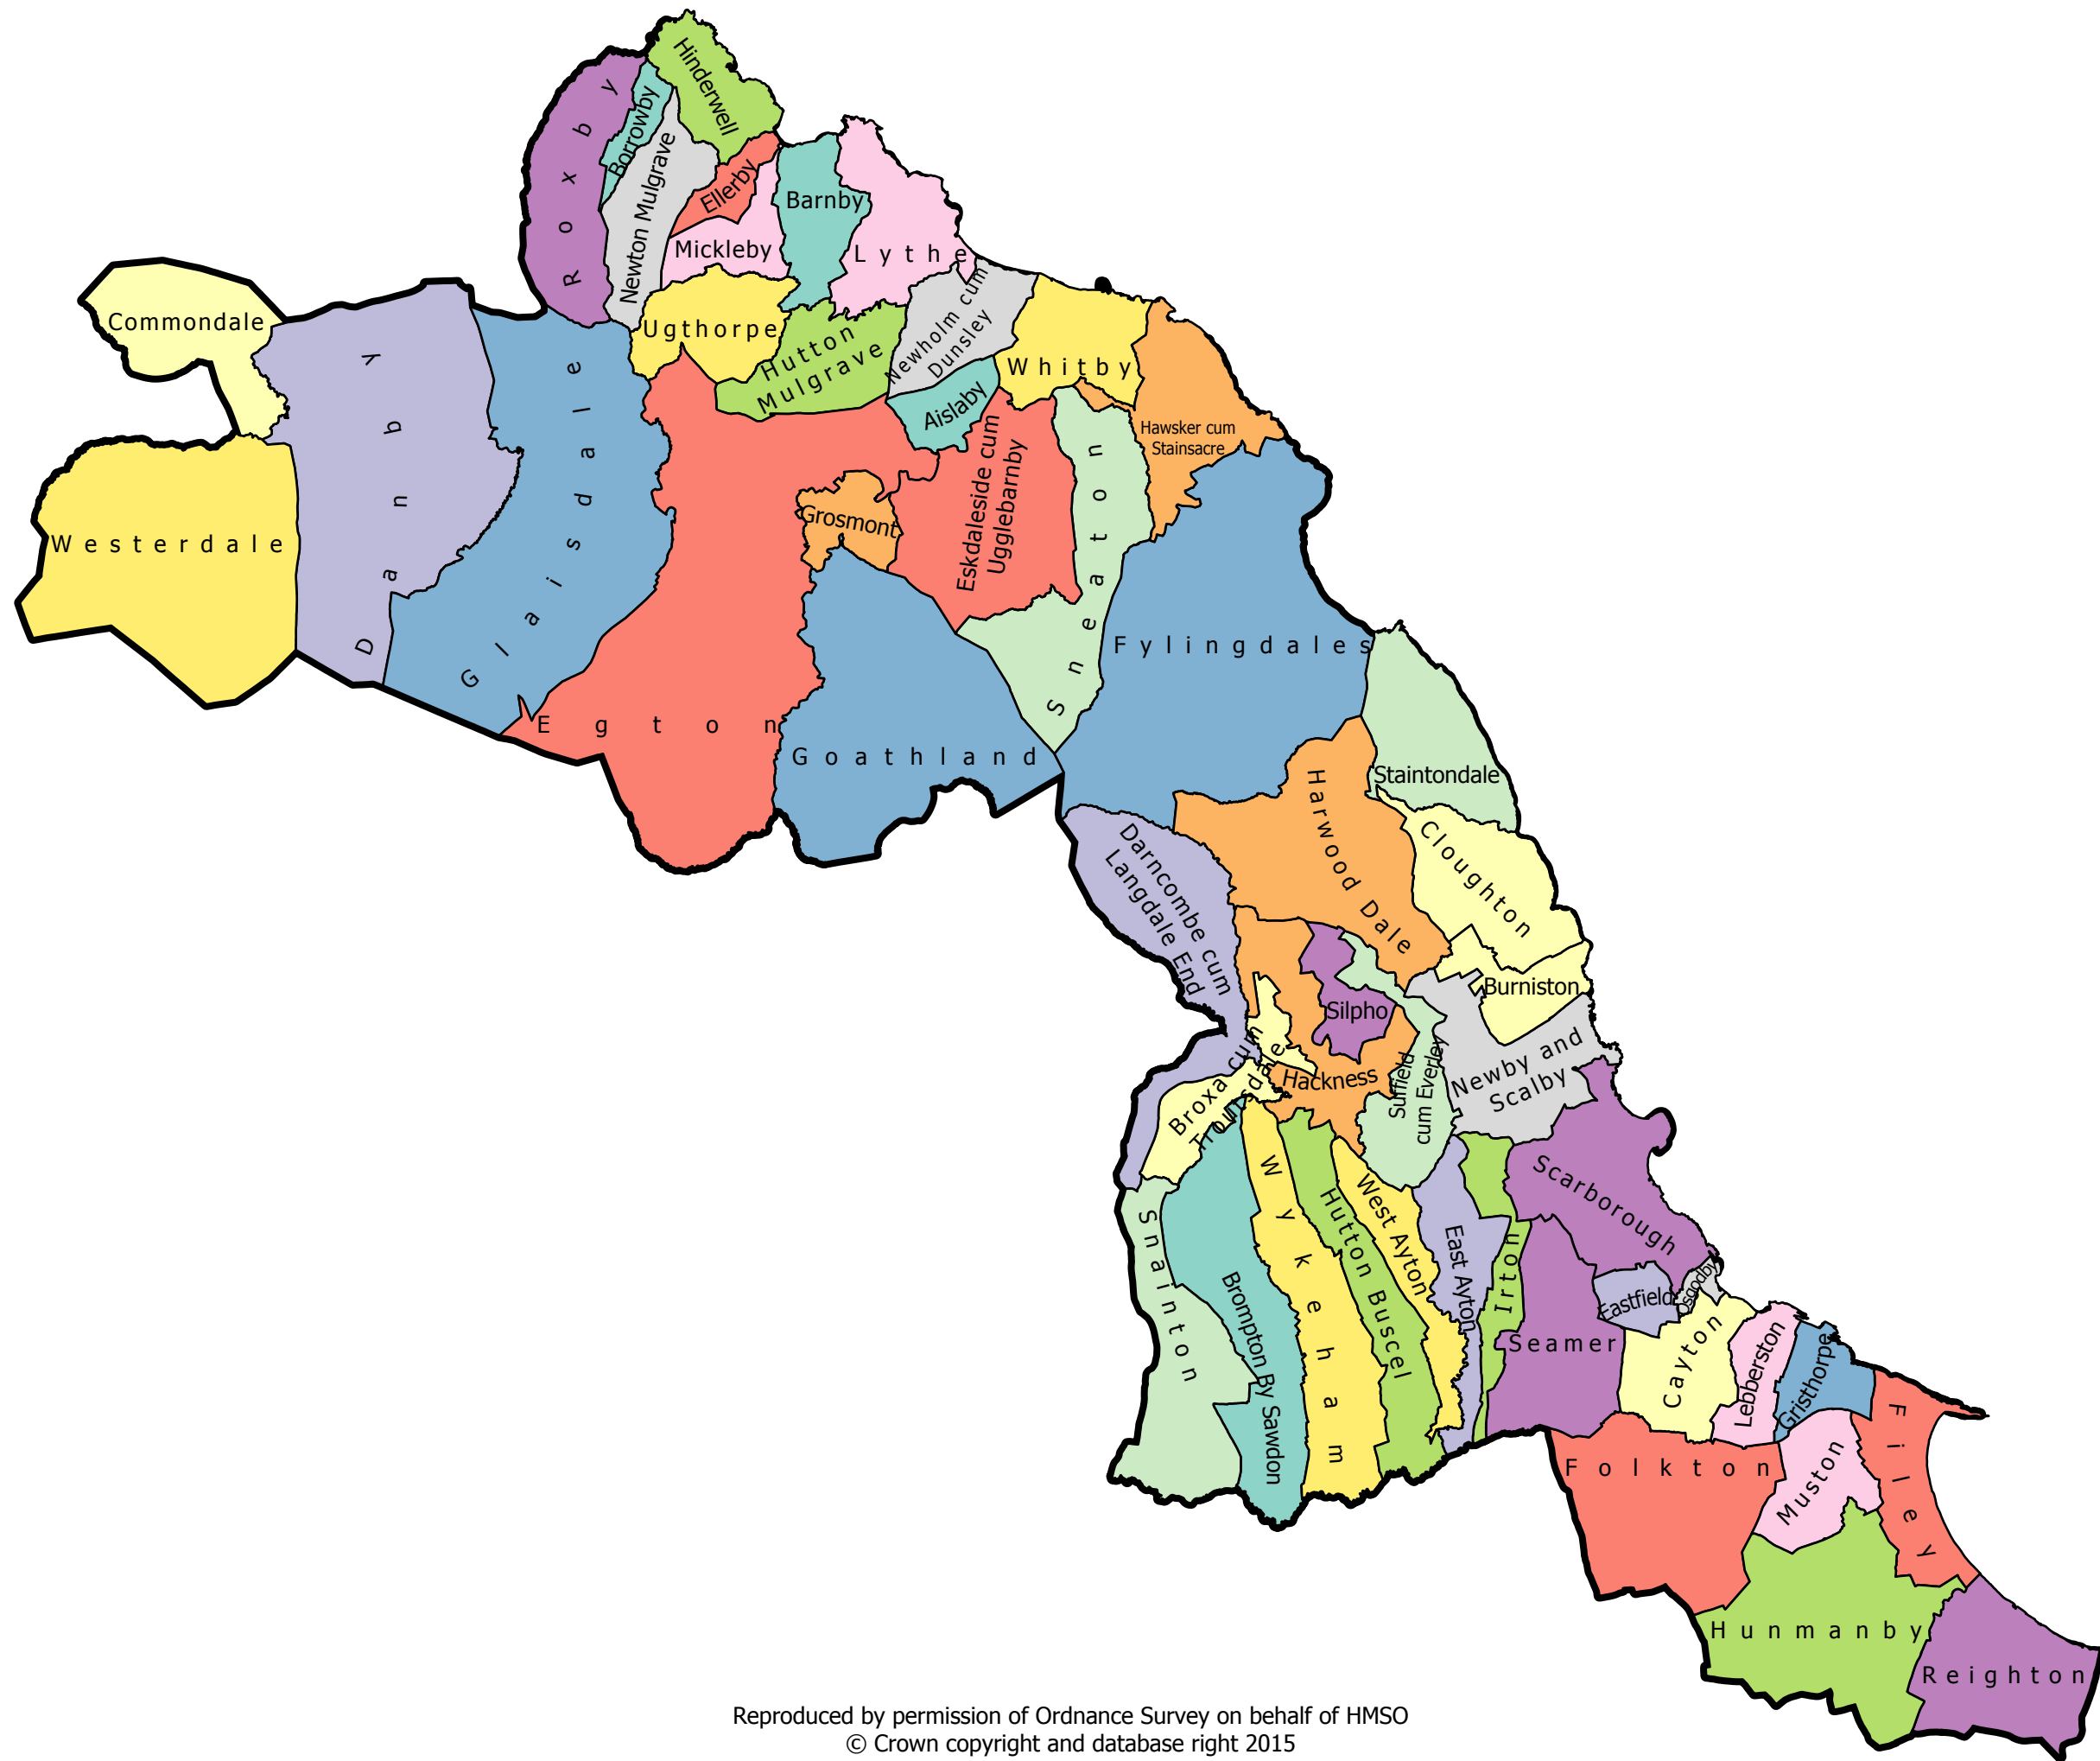 Hinderwell
Roxby
Borrowby
Newton Mulgrave
Ellerby
Mickleby
Barnby
Lythe
Commondale
Ugthorpe
Hutton
Mulgrave
Newholm cum
Dunsley
Whitby
Danby
Glaisdale
Aislaby
Hawsker cum
Stainsacre
Westerdale
Grosmont
Eskdaleside cum
Ugglebarnby
Sneaton
Fylingdales
Egton
Goathland
Staintondale
Harwood Dale
Cloughton
Darncombe cum
Langdale End
Burniston
Silpho
Hackness
Suffield
cum Everley
Newby and
Scalby
Broxa cum
Troutsdale
Scarborough
Snainton
Brompton By Sawdon
Wykeham
Hutton Buscel
West Ayton
East Ayton
Irton
Seamer
Eastfield
Osgodby
Cayton
Lebberston
Gristhorpe
Filey
Folkton
Muston
Hunmanby
Reighton
Reproduced by permission of Ordnance Survey on behalf of HMSO
© Crown copyright and database right 2015